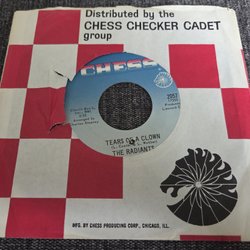 Distributed by the
CHESS CHECKER CADET
group
CHESS
2057
TEARS OF A CLOWN
THE RADIANTS
MFG. BY CHESS PRODUCING CORP., CHICAGO, ILL.